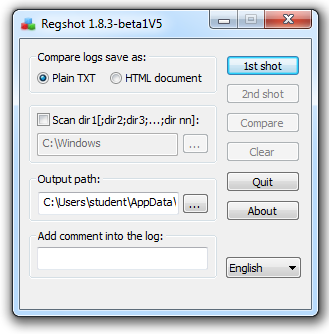 Regshot 1.8.3-beta1V5
Compare logs save as:
Plain TXT
HTML document
Scan dir1[;dir2;dir3;...;dir nn]:
C:\Windows
...
Output path:
C:\Users\student\AppData\
...
Add comment into the log:
1st shot
2nd shot
Compare
Clear
Quit
About
English